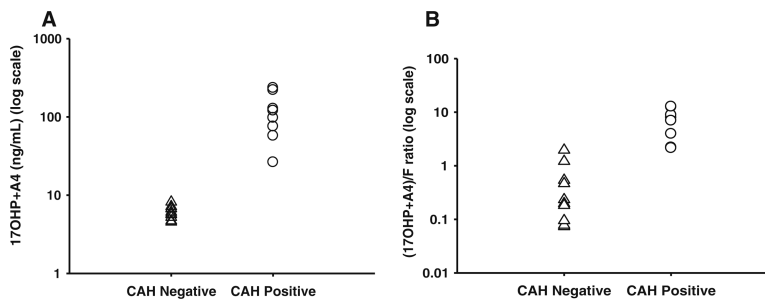 A
17OHP+A4 (ng/mL) (log scale)
1000
100
10
1
CAH Negative CAH Positive
B
(17OHP+A4)/F ratio (log scale)
100
10
1
0.1
0.01
CAH Negative CAH Positive